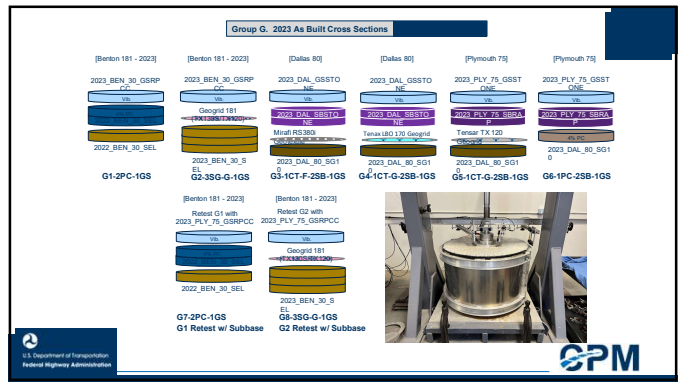 Group G. 2023 As Built Cross Sections
[Benton 181 - 2023]
2023_BEN_30_GSRP
CC
Vib.
4% PC
2022_BEN_30_SEL
G1-2PC-1GS
[Benton 181 - 2023]
2023_BEN_30_GSRP
CC
Vib.
Geogrid 181
2023_BEN_30_S
EL
G2-3SG-G-1GS
[Dallas 80]
2023_DAL_GSSTO
NE
Vib.
2023_DAL_SBSTO
NE
Mirafi RS380i
2023_DAL_80_SG1
0
G3-1CT-F-2SB-1GS
[Dallas 80]
2023_DAL_GSSTO
NE
Vib.
2023_DAL_SBSTO
NE
Tenax LBO 170 Geogrid
2023_DAL_80_SG1
0
G4-1CT-G-2SB-1GS
[Plymouth 75]
2023_PLY_75_GSST
ONE
Vib.
2023_PLY_75_SBRA
P
Tensar TX 120
Geogrid
2023_DAL_80_SG1
0
G5-1CT-G-2SB-1GS
[Plymouth 75]
2023_PLY_75_GSST
ONE
Vib.
2023_PLY_75_SBRA
P
4% PC
2023_DAL_80_SG1
0
G6-1PC-2SB-1GS
[Benton 181 - 2023]
Retest G1 with
2023_PLY_75_GSRPCC
Vib.
4% PC
2022_BEN_30_SEL
G7-2PC-1GS
G1 Retest w/ Subbase
[Benton 181 - 2023]
Retest G2 with
2023_PLY_75_GSRPCC
Vib.
Geogrid 181
2023_BEN_30_S
EL
G8-3SG-G-1GS
G2 Retest w/ Subbase
U.S. Department of Transportation
Federal Highway Administration
CPM